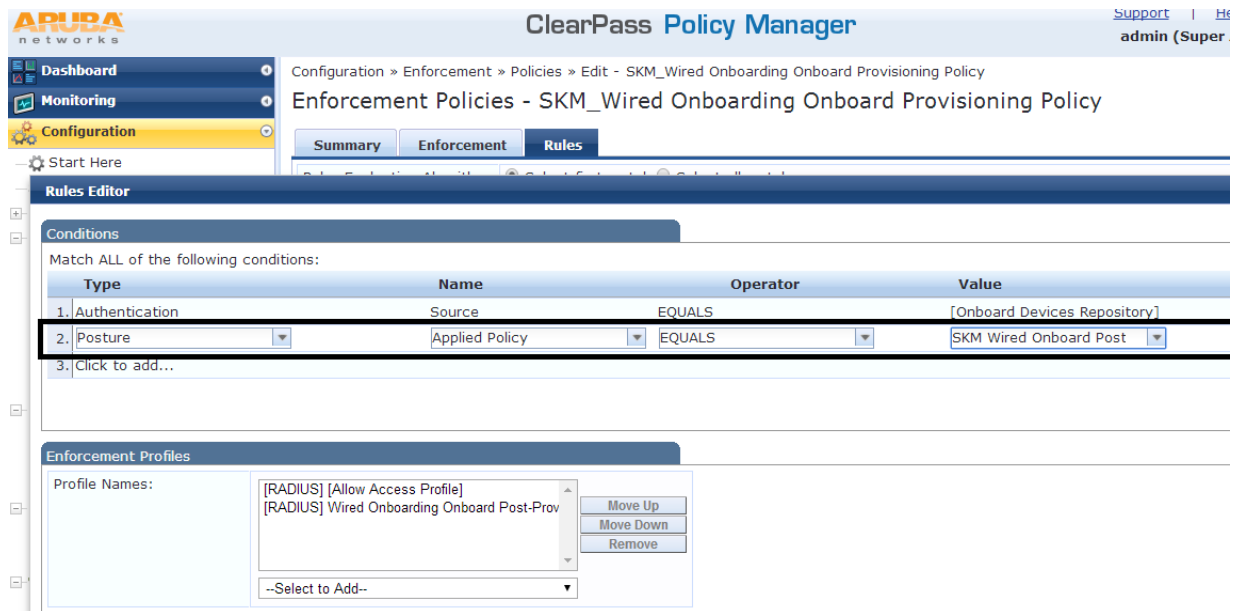 ARUBA
networks
ClearPass Policy Manager
Support | He
admin (Super
Dashboard
Monitoring
Configuration
Start Here
Configuration » Enforcement » Policies » Edit - SKM_Wired Onboarding Onboard Provisioning Policy
Enforcement Policies - SKM_Wired Onboarding Onboard Provisioning Policy
Summary Enforcement Rules
Rules Editor
Conditions
Match ALL of the following conditions:
Type Name Operator Value
1. Authentication Source EQUALS [Onboard Devices Repository]
2. Posture Applied Policy EQUALS SKM Wired Onboard Post
3. Click to add...
Enforcement Profiles
Profile Names:
[RADIUS] [Allow Access Profile]
[RADIUS] Wired Onboarding Onboard Post-Prov
Move Up
Move Down
Remove
--Select to Add--